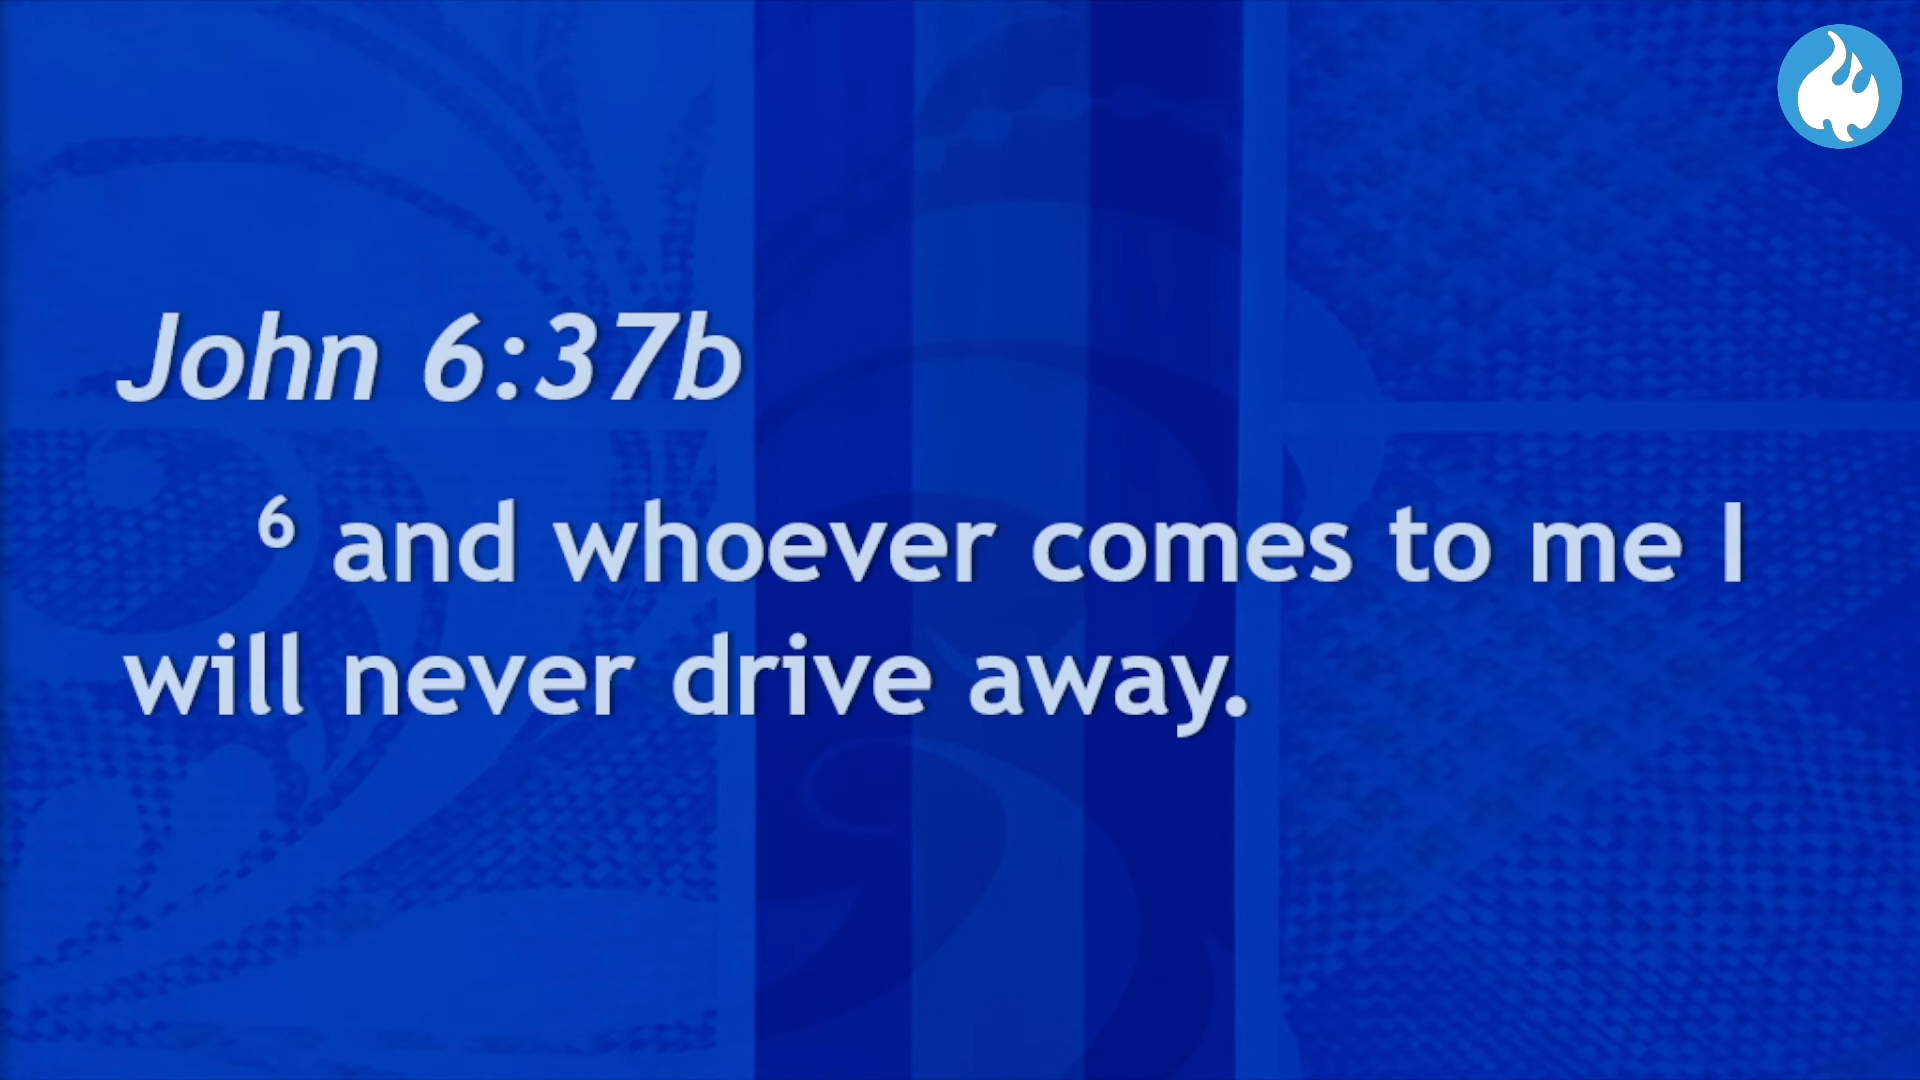 John 6:37b
⁶ and whoever comes to me I
will never drive away.